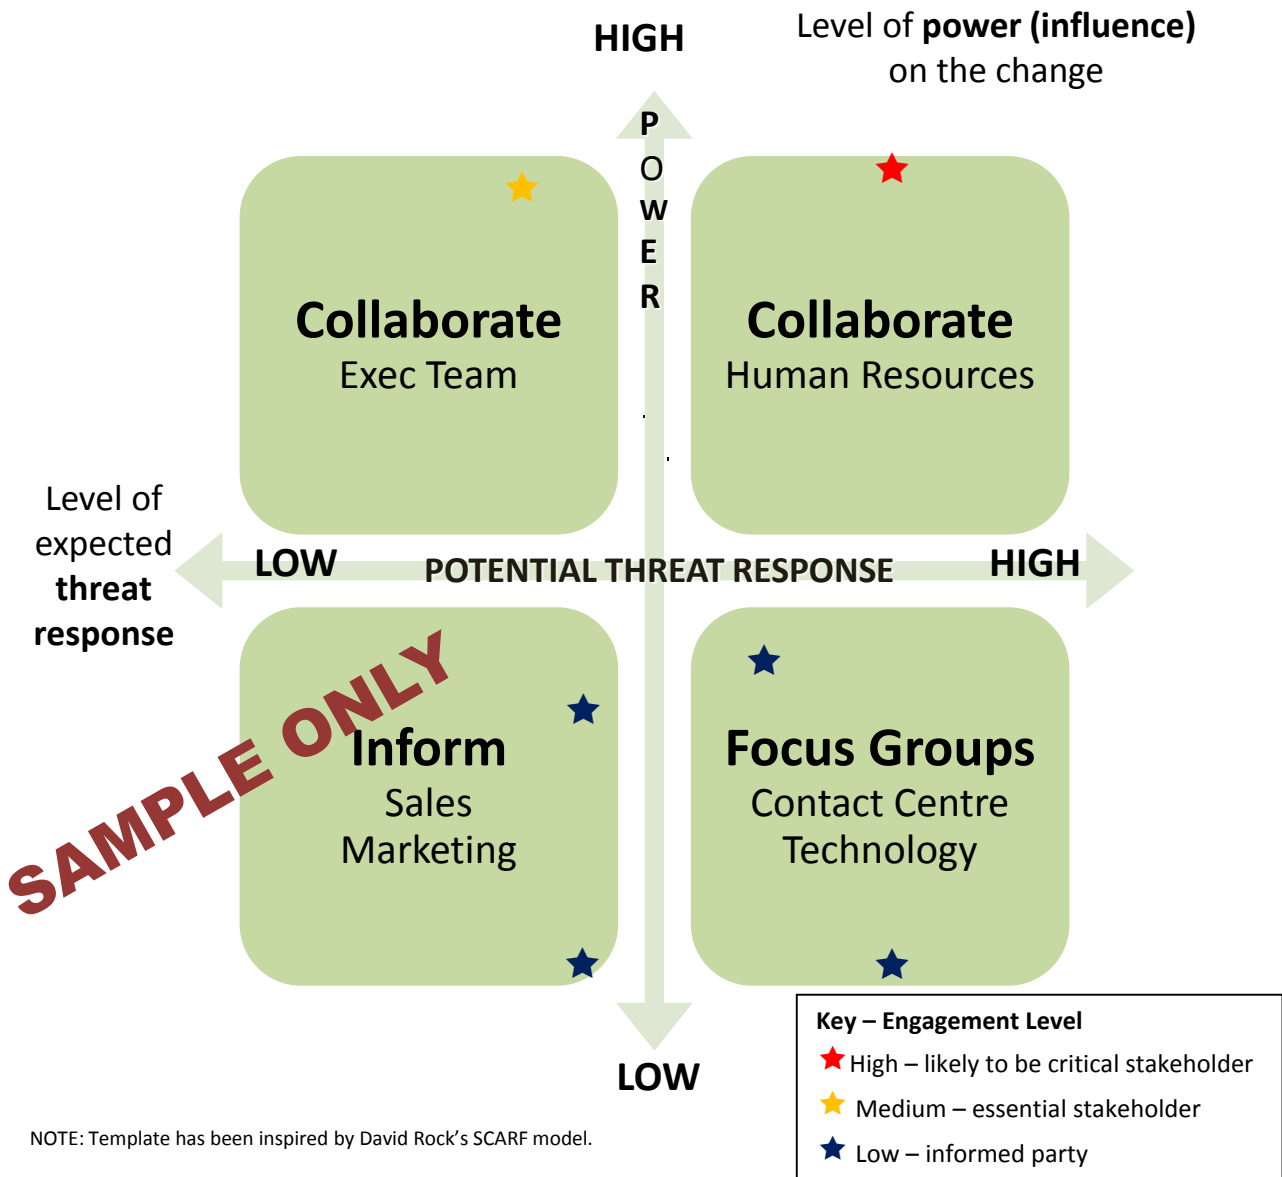 HIGH
Level of power (influence)
on the change
P
O
W
E
R
Collaborate
Exec Team
Collaborate
Human Resources
Level of
expected
threat
response
LOW
POTENTIAL THREAT RESPONSE
HIGH
SAMPLE ONLY
Inform
Sales
Marketing
Focus Groups
Contact Centre
Technology
LOW
Key – Engagement Level
High – likely to be critical stakeholder
Medium – essential stakeholder
Low – informed party
NOTE: Template has been inspired by David Rock's SCARF model.